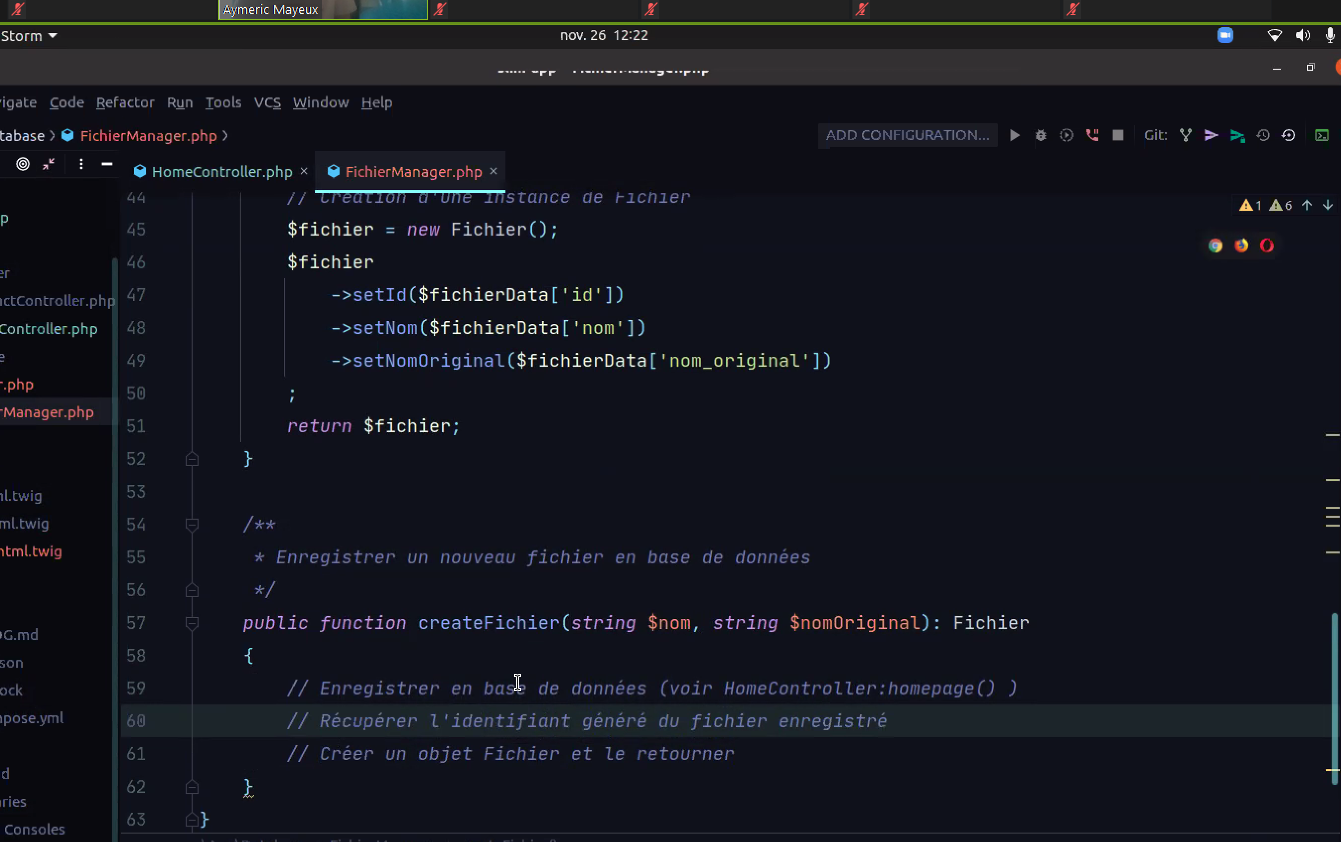 Aymeric Mayeux
Storm
nov. 26 12:22
vigate Code Refactor Run Tools VCS Window Help
tabase FichierManager.php
ADD CONFIGURATION...
Git:
HomeController.php
FichierManager.php
1 6
44 // Création d'une instance de Fichier
45 $fichier = new Fichier();
46 $fichier
47 ->setId($fichierData['id'])
48 ->setNom($fichierData['nom'])
49 ->setNomOriginal($fichierData['nom_original'])
50 ;
51 return $fichier;
52 }
53
54 /**
55 * Enregistrer un nouveau fichier en base de données
56 */
57 public function createFichier(string $nom, string $nomOriginal): Fichier
58 {
59 // Enregistrer en base de données (voir HomeController:homepage() )
60 // Récupérer l'identifiant généré du fichier enregistré
61 // Créer un objet Fichier et le retourner
62 }
63 }
p
er
actController.php
Controller.php
e
r.php
erManager.php
ml.twig
ml.twig
html.twig
OG.md
son
ock
pose.yml
d
aries
Consoles